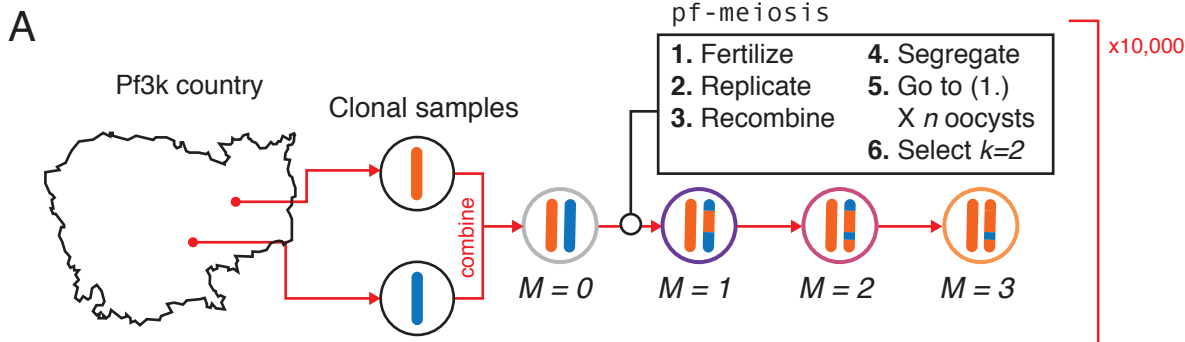 A
pf-meiosis
x10,000
1. Fertilize
2. Replicate
3. Recombine
4. Segregate
5. Go to (1.)
X n oocysts
6. Select k=2
Pf3k country
Clonal samples
combine
M = 0
M = 1
M = 2
M = 3